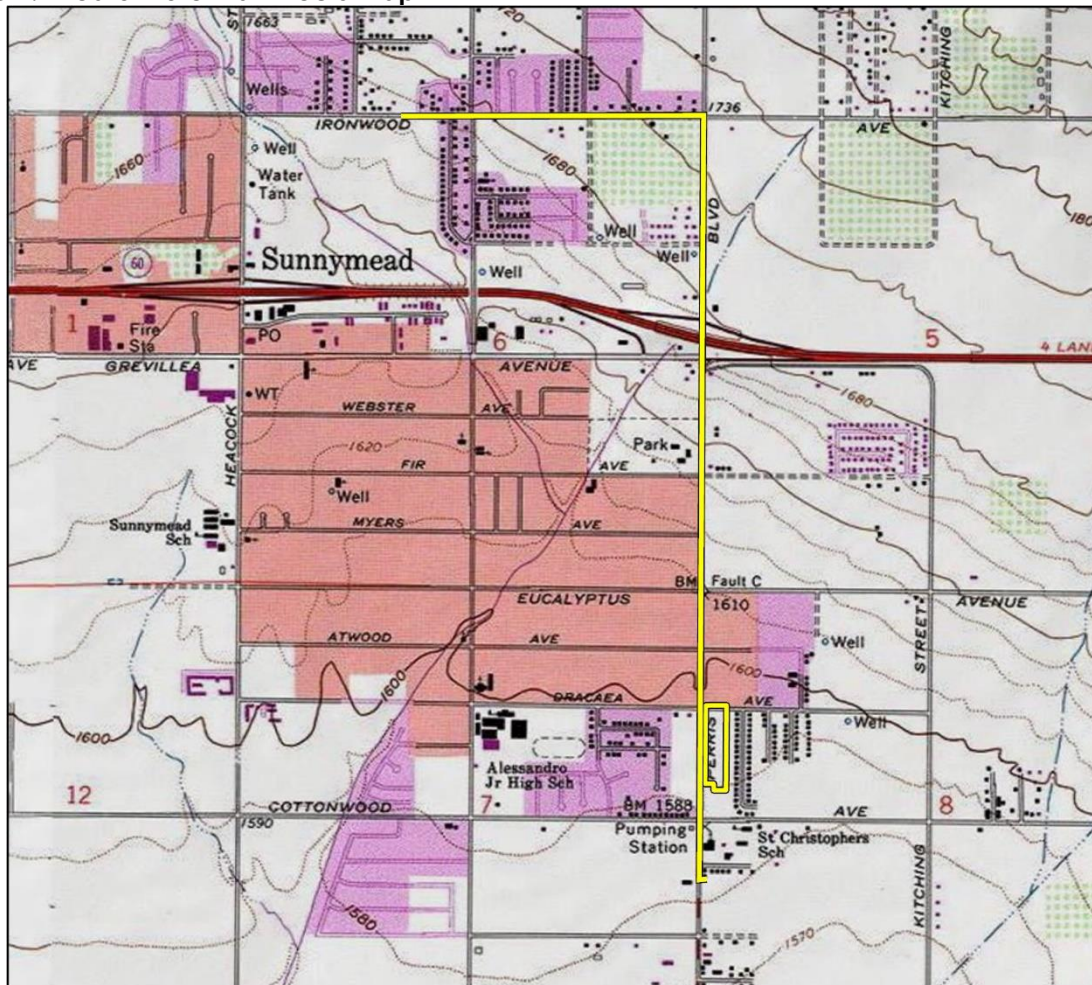 ST
1663
720
KITCHING
Wells
1736
IRONWOOD
AVE
Well
1660
1680
Water
Tank
180
BLVD
Well
60
Sunnymead
Well
Well
1
Fire
Sta
PO
6
5
4 LAN
AVE
GREVILLEA
AVENUE
WT
WEBSTER
AVE
1680
HEACOCK
1620
Park
FIR
AVE
Well
Sunnymead
Sch
MYERS
AVE
BM
Fault C
1610
EUCALYPTUS
AVENUE
ATWOOD
AVE
STREET
Well
1600
1600
DRACAEA
AVE
1600
PERRIS
Well
Alessandro
Jr High Sch
12
7
8
COTTONWOOD
BM 1588
AVE
1590
Pumping
Station
St Christophers
Sch
KITCHING
1580
1570